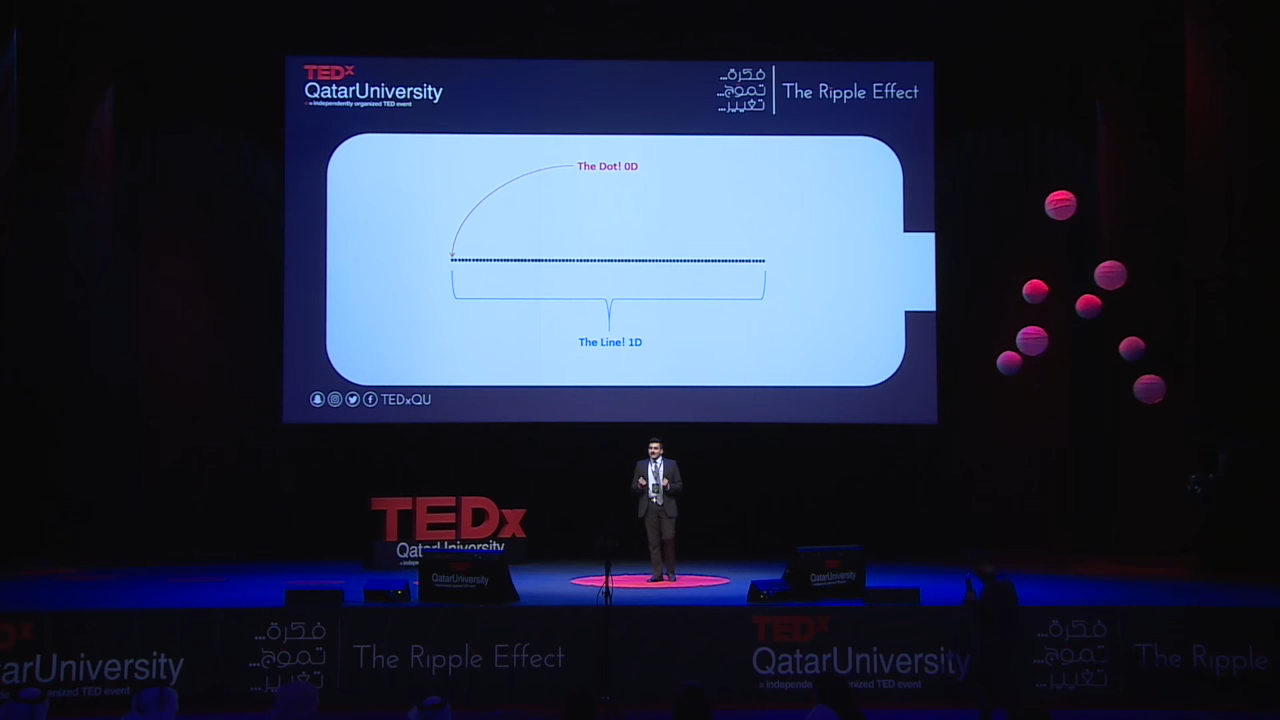 TEDx
QatarUniversity
x = independently organized TED event
فكرة...
تموج...
تغيير...
The Ripple Effect
The Dot! 0D
The Line! 1D
TEDxQU
TEDx
QatarUniversity
QatarUniversity
QatarUniversity
فكرة...
تموج...
تغيير...
The Ripple Effect
QatarUniversity
TED event
TEDx
QatarUniversity
TED event
فكرة...
تموج...
تغيير...
The Ripple